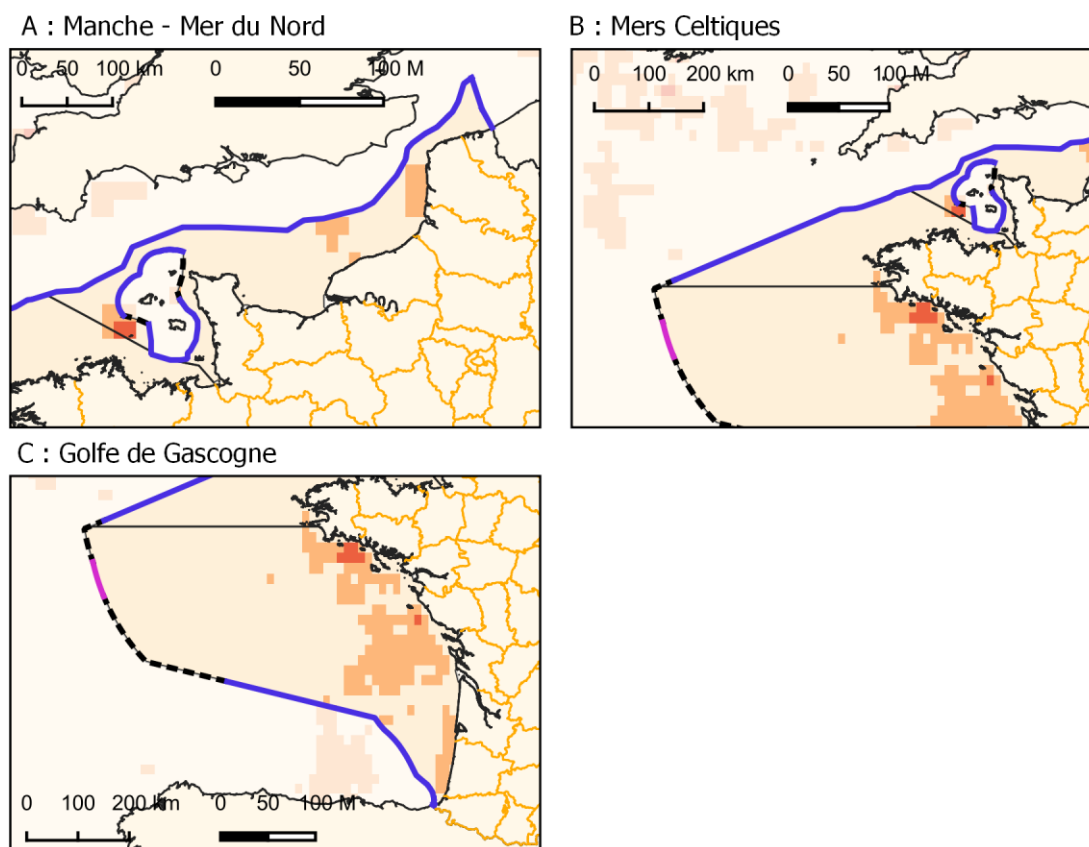 A : Manche - Mer du Nord
0 50 100 km 0 50 100 M
B : Mers Celtiques
0 100 200 km 0 50 100 M
C : Golfe de Gascogne
0 100 200 km 0 50 100 M